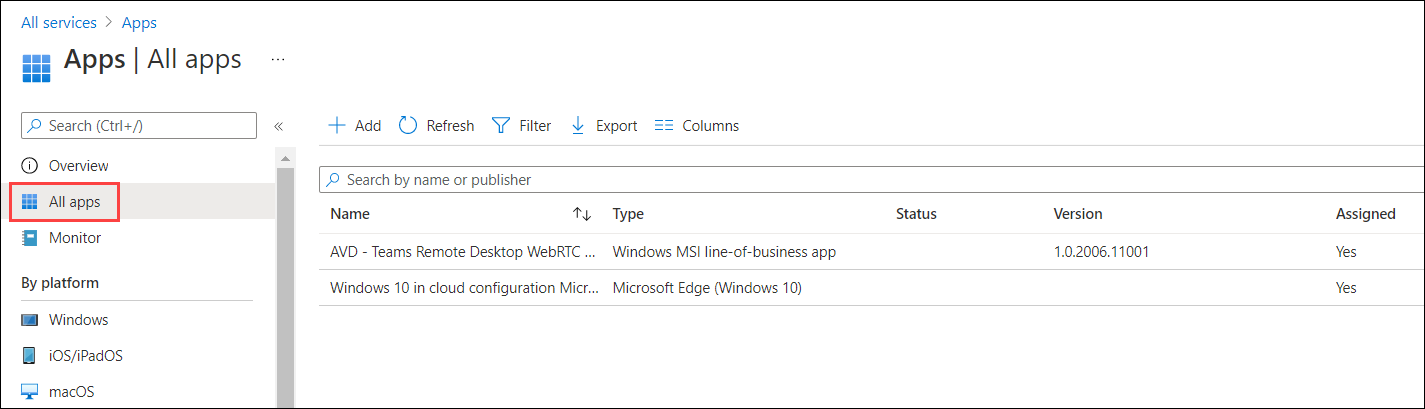 All services > Apps
Apps | All apps ...
Search (Ctrl+/) «
Overview
All apps
Monitor
By platform
Windows
iOS/iPadOS
macOS
Add Refresh Filter Export Columns
Search by name or publisher
Name Type Status Version Assigned
AVD - Teams Remote Desktop WebRTC ... Windows MSI line-of-business app 1.0.2006.11001 Yes
Windows 10 in cloud configuration Micr... Microsoft Edge (Windows 10) Yes